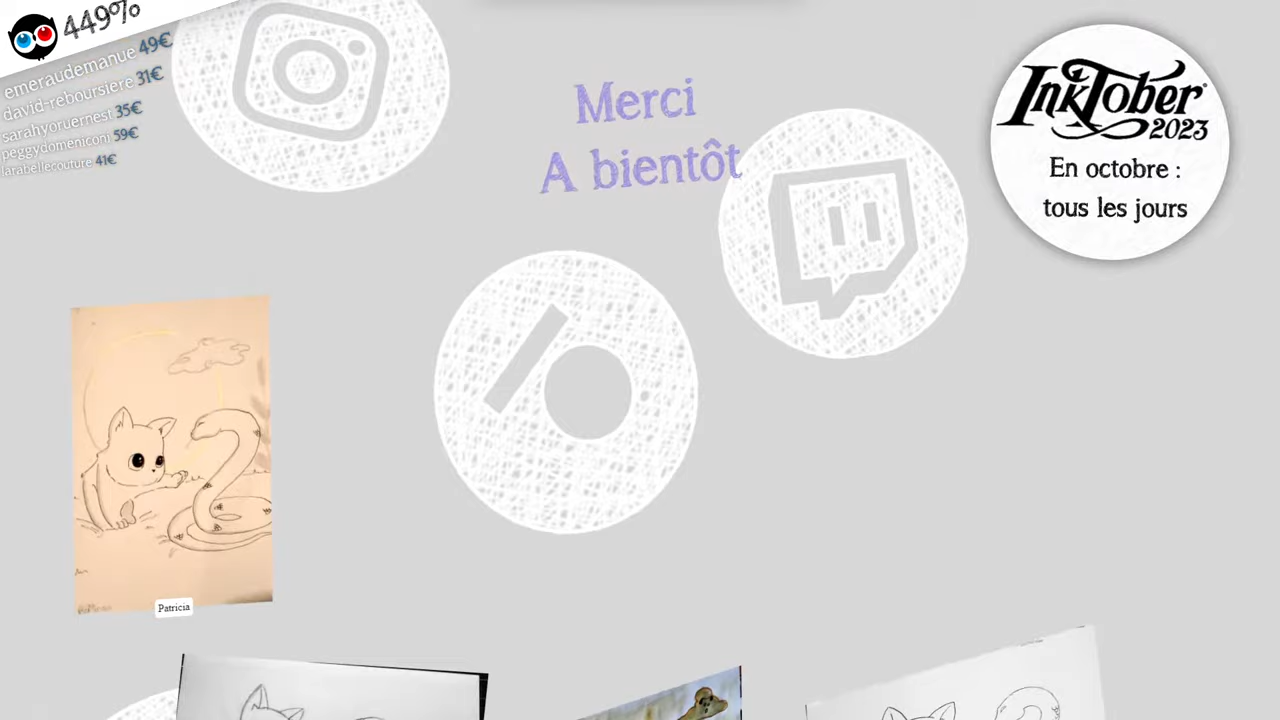 449%
emeraudemanue 49€
david-reboursiere 31€
sarahyoruernest 35€
peggydomeniconi 59€
larabellecouture 41€
Merci
A bientôt
InkTober
2023
En octobre :
tous les jours
Patricia